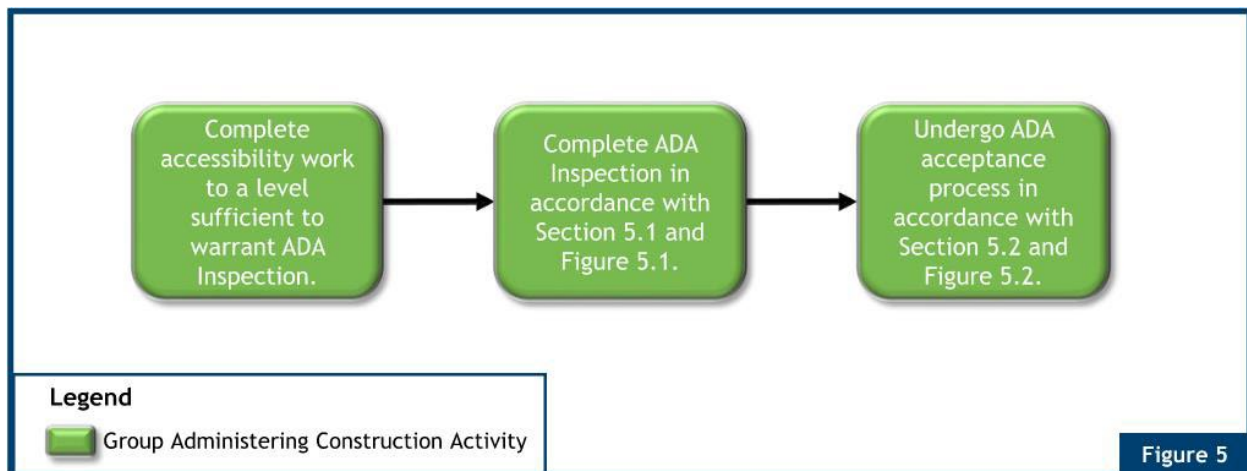 Complete
accessibility work
to a level
sufficient to
warrant ADA
Inspection.
Complete ADA
Inspection in
accordance with
Section 5.1 and
Figure 5.1.
Undergo ADA
acceptance
process in
accordance with
Section 5.2 and
Figure 5.2.
Legend
Group Administering Construction Activity
Figure 5